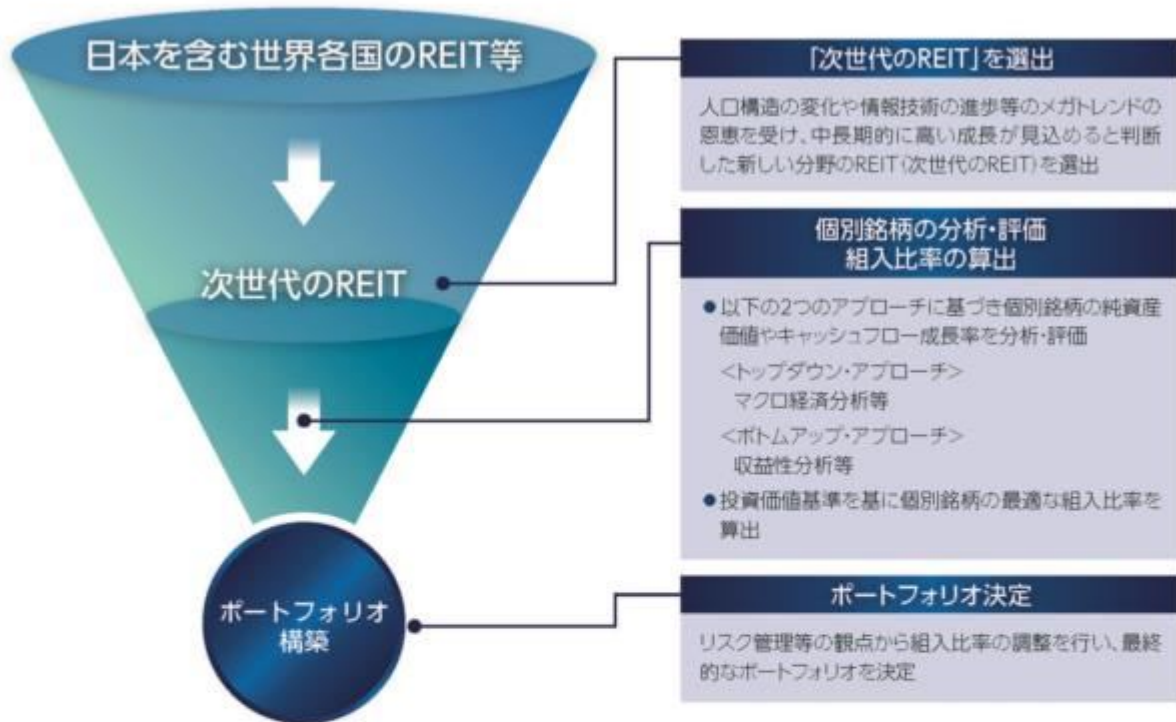 日本を含む世界各国のREIT等
次世代のREIT
ポートフォリオ
構築
「次世代のREIT」を選出
人口構造の変化や情報技術の進歩等のメガトレンドの
恩恵を受け、中長期的に高い成長が見込めると判断
した新しい分野のREIT(次世代のREIT)を選出
個別銘柄の分析・評価
組入比率の算出
●以下の2つのアプローチに基づき個別銘柄の純資産
価値やキャッシュフロー成長率を分析・評価
<トップダウン・アプローチ>
マクロ経済分析等
<ボトムアップ・アプローチ>
収益性分析等
●投資価値基準を基に個別銘柄の最適な組入比率を
算出
ポートフォリオ決定
リスク管理等の観点から組入比率の調整を行い、最終
的なポートフォリオを決定